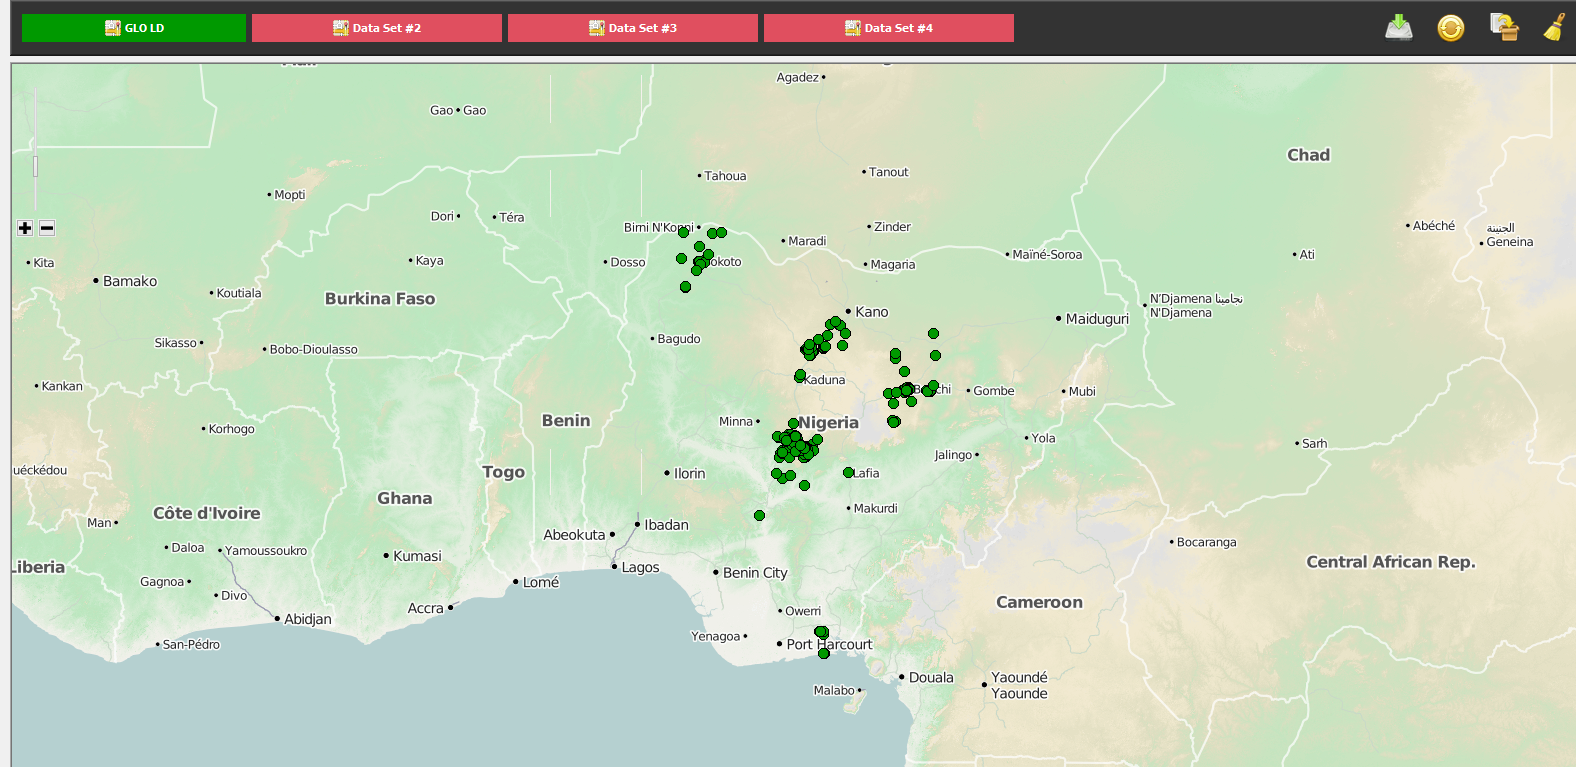 GLO LD
Data Set #2
Data Set #3
Data Set #4
Agadez
Gao Gao
Chad
Tahoua
Tanout
Mopti
Dori
Téra
Birni N'Konni
Zinder
Abéché
الجنينة
Geneina
Maradi
Kita
Kaya
Dosso
okoto
Magaria
Maïné-Soroa
Ati
Bamako
Koutiala
Burkina Faso
N'Djamena نجامينا
N'Djamena
Kano
Maiduguri
Sikasso
Bobo-Dioulasso
Bagudo
Kankan
Kaduna
chi
Gombe
Mubi
Korhogo
Benin
Minna
Nigeria
Yola
Sarh
uéckédou
Togo
Ilorin
Lafia
Jalingo
Ghana
Côte d'Ivoire
Makurdi
Man
Abeokuta
Ibadan
Daloa
Yamoussoukro
Kumasi
Bocaranga
Liberia
Lagos
Benin City
Central African Rep.
Gagnoa
Divo
Lomé
Cameroon
Abidjan
Accra
Owerri
San-Pédro
Yenagoa
Port Harcourt
Douala
Yaoundé
Yaounde
Malabo